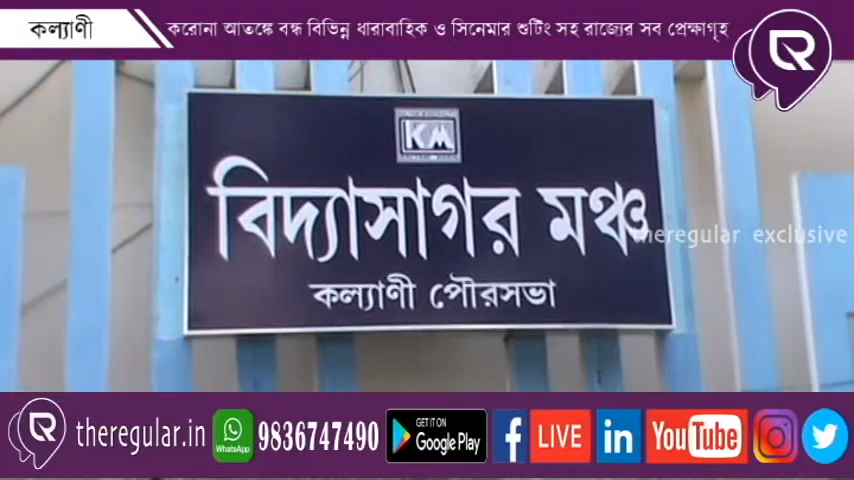 কল্যাণী
করোনা আতঙ্কে বন্ধ বিভিন্ন ধারাবাহিক ও সিনেমার শুটিং সহ রাজ্যের সব প্রেক্ষাগৃহ
KM
বিদ্যাসাগর মঞ্চ
theregular exclusive
কল্যাণী পৌরসভা
theregular.in
WhatsApp
9836747490
GET IT ON
Google Play
f LIVE
in
YouTube